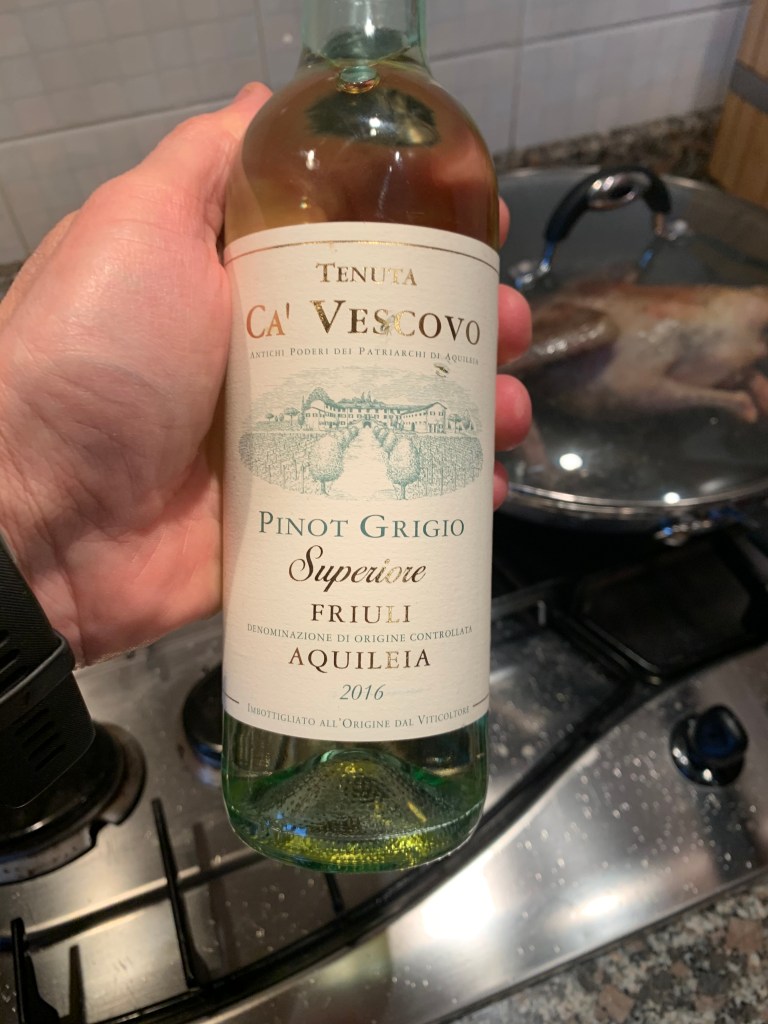 TENUTA
CA' VESCOVO
ANTICHI PODERI DEI PATRIARCHI DI AQUILEIA
PINOT GRIGIO
Superiore
FRIULI
DENOMINAZIONE DI ORIGINE CONTROLLATA
AQUILEIA
2016
IMBOTTIGLIATO ALL'ORIGINE DAL VITICOLTORE